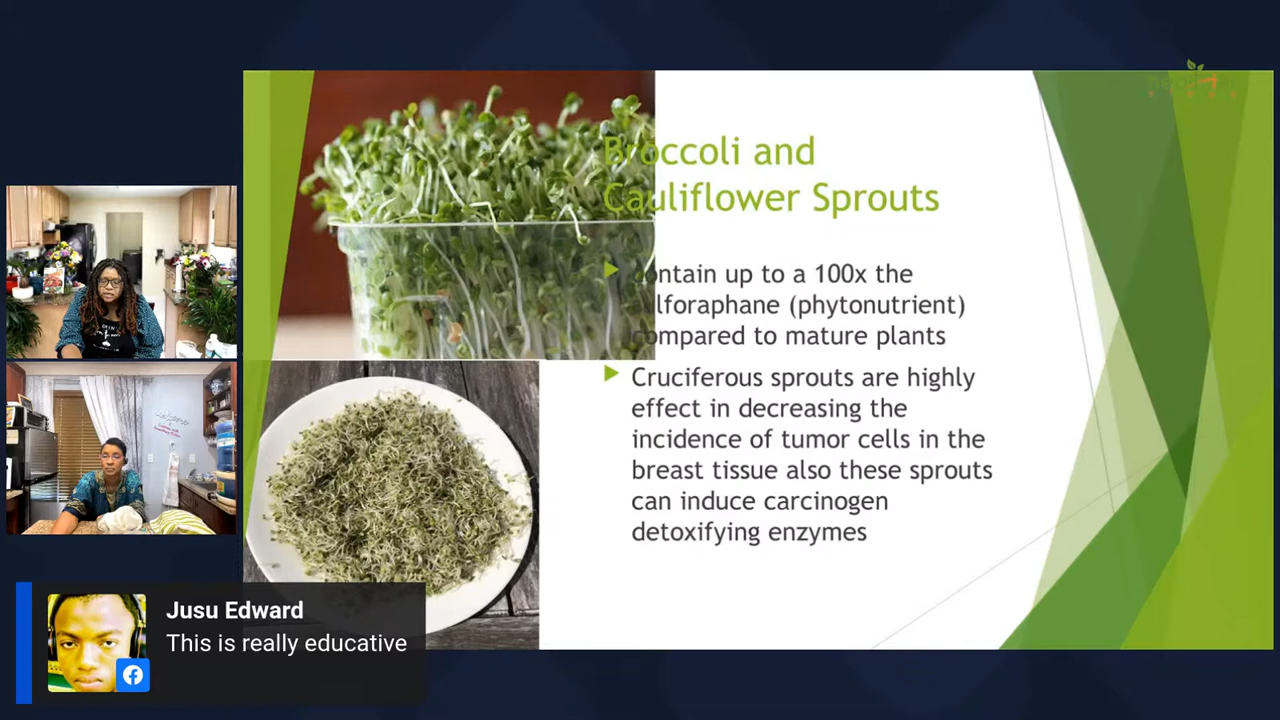 Broccoli and
Cauliflower Sprouts
contain up to a 100x the
sulforaphane (phytonutrient)
compared to mature plants
Cruciferous sprouts are highly
effect in decreasing the
incidence of tumor cells in the
breast tissue also these sprouts
can induce carcinogen
detoxifying enzymes
Jusu Edward
This is really educative